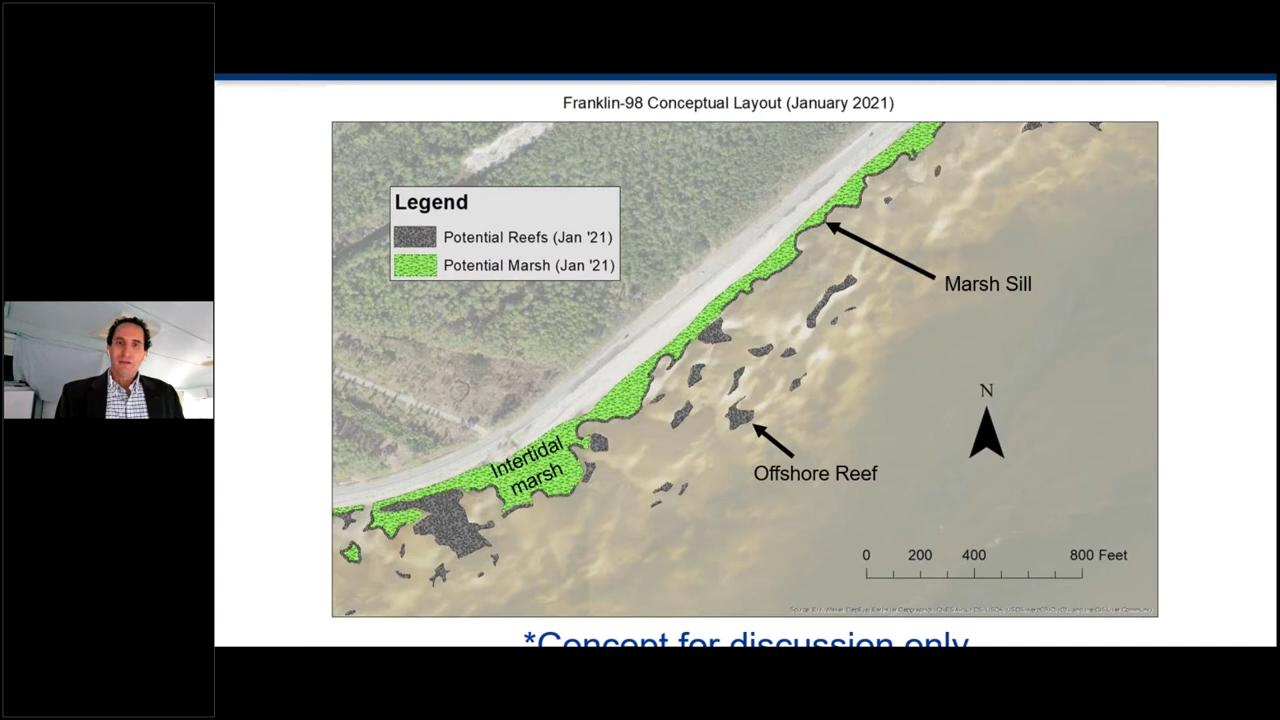 Franklin-98 Conceptual Layout (January 2021)
Legend
Potential Reefs (Jan '21)
Potential Marsh (Jan '21)
Marsh Sill
N
Intertidal
marsh
Offshore Reef
0 200 400 800 Feet
*Concept for discussion only